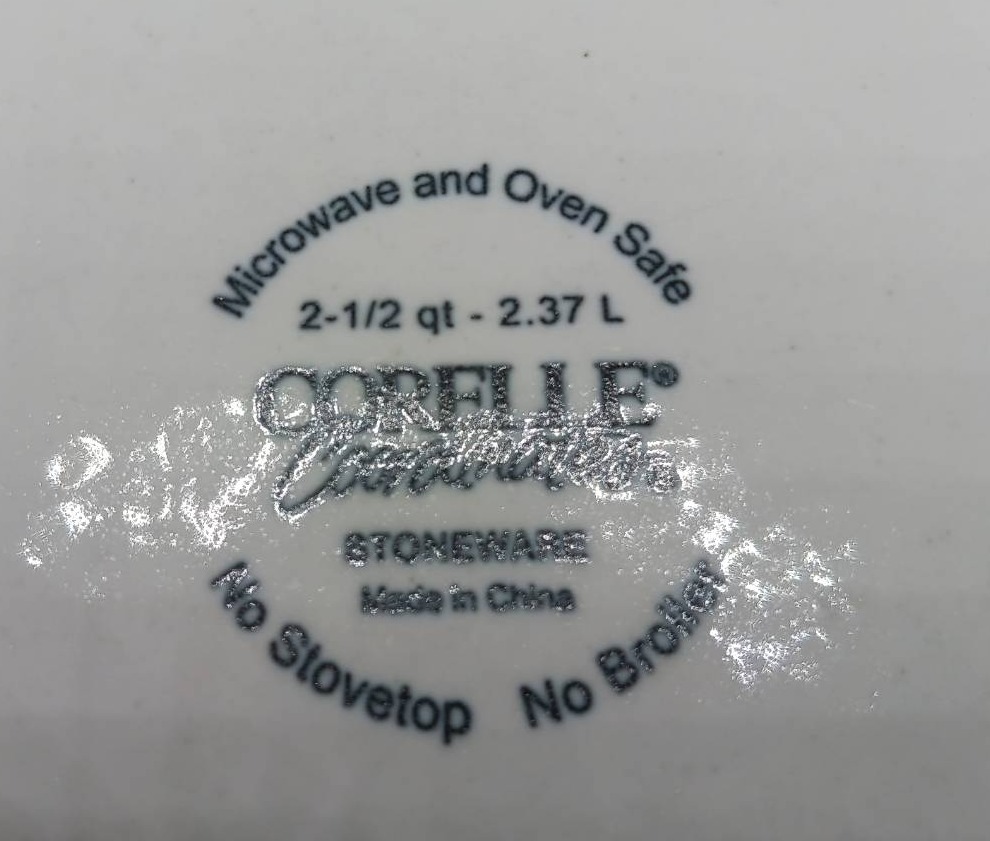 Microwave and Oven Safe
2-1/2 qt - 2.37 L
CORELLE®
STONEWARE
Made in China
No Stovetop No Broiler